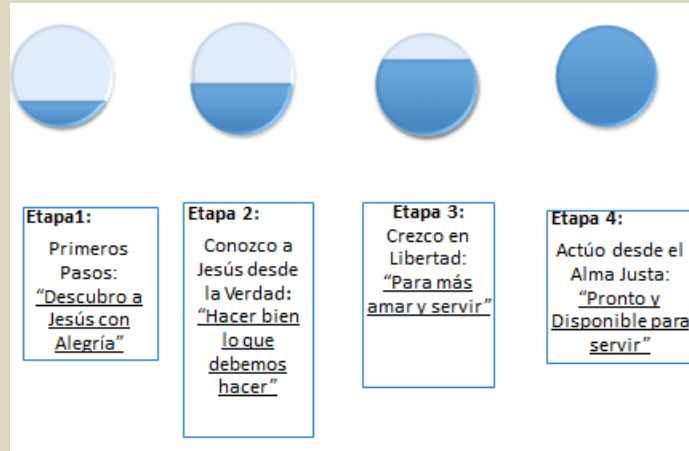 Etapa1:
Primeros
Pasos:
"Descubro a
Jesús con
Alegría"
Etapa 2:
Conozco a
Jesús desde
la Verdad:
"Hacer bien
lo que
debemos
hacer"
Etapa 3:
Crezco en
Libertad:
"Para más
amar y servir"
Etapa 4:
Actúo desde el
Alma Justa:
"Pronto y
Disponible para
servir"